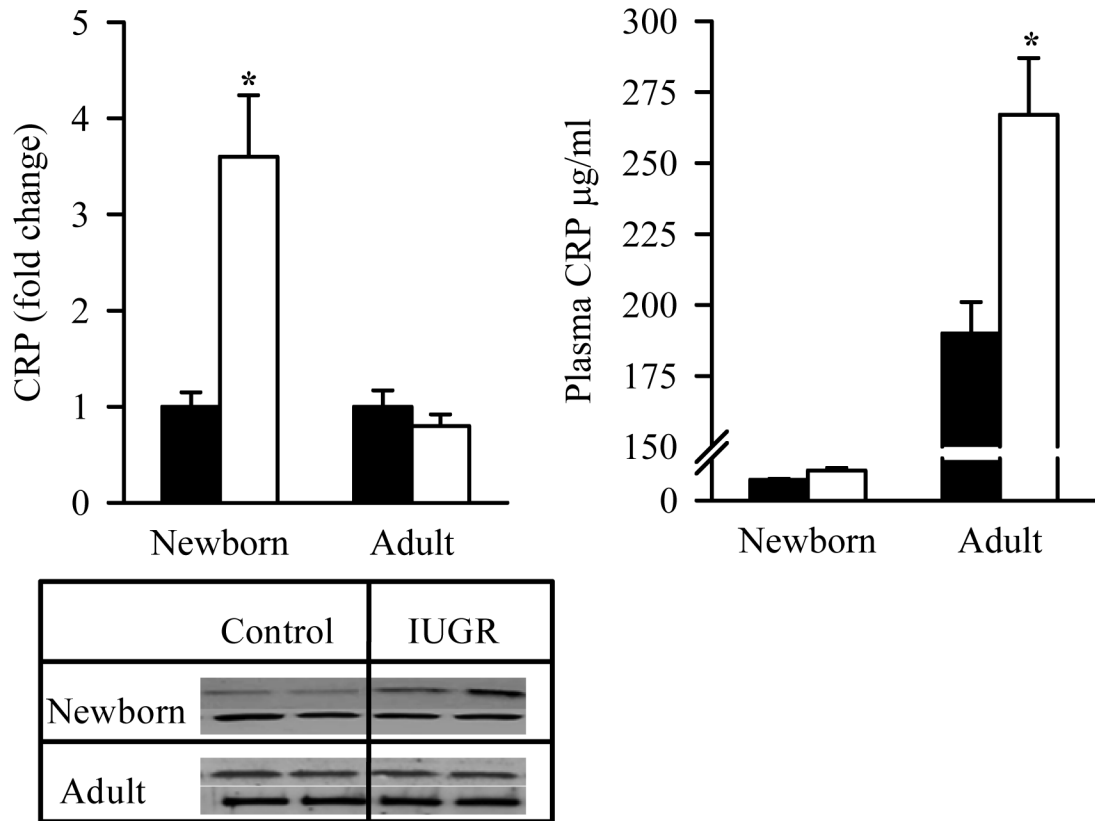 CRP (fold change)
5
4
3
2
1
0
*
Newborn Adult
Plasma CRP μg/ml
300
275
250
225
200
175
150
0
*
Newborn Adult
Control IUGR
Newborn
Adult